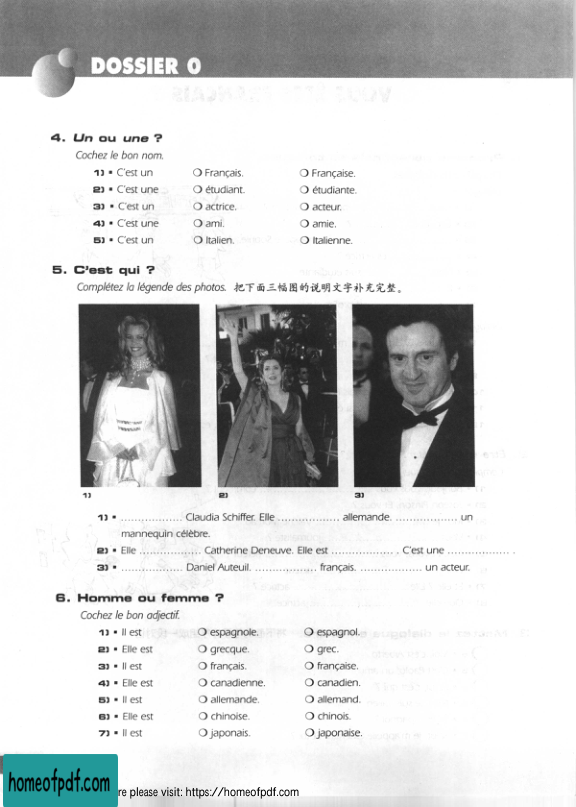 DOSSIER 0
4. Un ou une ?
Cochez le bon nom.
1) ▪ C'est un ❍ Français. ❍ Française.
2) ▪ C'est une ❍ étudiant. ❍ étudiante.
3) ▪ C'est un ❍ actrice. ❍ acteur.
4) ▪ C'est une ❍ ami. ❍ amie.
5) ▪ C'est un ❍ Italien. ❍ Italienne.
5. C'est qui ?
Complétez la légende des photos. 把下面三幅图的说明文字补充完整。
1) 2) 3)
1) ▪ .................. Claudia Schiffer. Elle .................. allemande. .................. un
mannequin célèbre.
2) ▪ Elle .................. Catherine Deneuve. Elle est .................... . C'est une .................. .
3) ▪ .................. Daniel Auteuil. .................. français. .................. un acteur.
6. Homme ou femme ?
Cochez le bon adjectif.
1) ▪ Il est ❍ espagnole. ❍ espagnol.
2) ▪ Elle est ❍ grecque. ❍ grec.
3) ▪ Il est ❍ français. ❍ française.
4) ▪ Elle est ❍ canadienne. ❍ canadien.
5) ▪ Il est ❍ allemande. ❍ allemand.
6) ▪ Elle est ❍ chinoise. ❍ chinois.
7) ▪ Il est ❍ japonais. ❍ japonaise.
homeofpdf.com
re please visit: https://homeofpdf.com